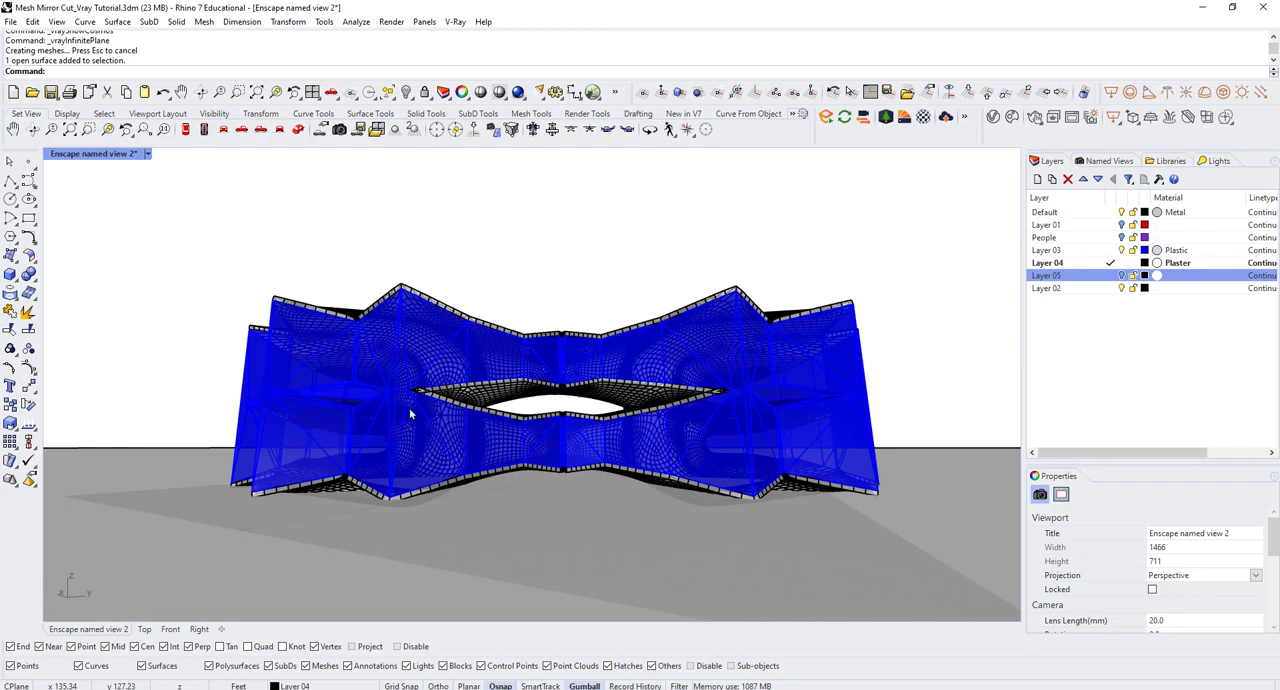 Mesh Mirror Cut_Vray Tutorial.3dm (23 MB) - Rhino 7 Educational - [Enscape named view 2*]
File Edit View Curve Surface SubD Solid Mesh Dimension Transform Tools Analyze Render Panels V-Ray Help
Command: _vrayShowCosmos
Command: _vrayInfinitePlane
Creating meshes... Press Esc to cancel
1 open surface added to selection.
Command:
Set View Display Select Viewport Layout Visibility Transform Curve Tools Surface Tools Solid Tools SubD Tools Mesh Tools Render Tools Drafting New in V7 Curve From Object
Enscape named view 2*
Layers Named Views Libraries Lights
Layer Material Linetype
Default Metal Continu
Layer 01 Continu
People Continu
Layer 03 Plastic Continu
Layer 04 Plaster Continu
Layer 05 Continu
Layer 02 Continu
Properties
Viewport
Title Enscape named view 2
Width 1466
Height 711
Projection Perspective
Locked
Camera
Lens Length(mm) 20.0
z
x y
Enscape named view 2 Top Front Right
End Near Point Mid Cen Int Perp Tan Quad Knot Vertex Project Disable
Points Curves Surfaces Polysurfaces SubDs Meshes Annotations Lights Blocks Control Points Point Clouds Hatches Others Disable Sub-objects
CPlane x 135.34 y 127.23 z Feet Layer 04 Grid Snap Ortho Planar Osnap SmartTrack Gumball Record History Filter Memory use: 1087 MB